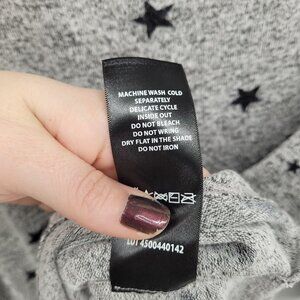 MACHINE WASH COLD
SEPARATELY
DELICATE CYCLE
INSIDE OUT
DO NOT BLEACH
DO NOT WRING
DRY FLAT IN THE SHADE
DO NOT IRON
LOT 4500440142